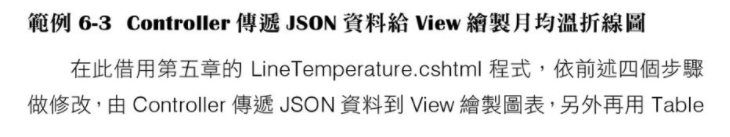 範例 6-3 Controller 傳遞 JSON 資料給 View 繪製月均溫折線圖
在此借用第五章的 LineTemperature.cshtml 程式，依前述四個步驟
做修改，由 Controller 傳遞 JSON 資料到 View 繪製圖表，另外再用 Table